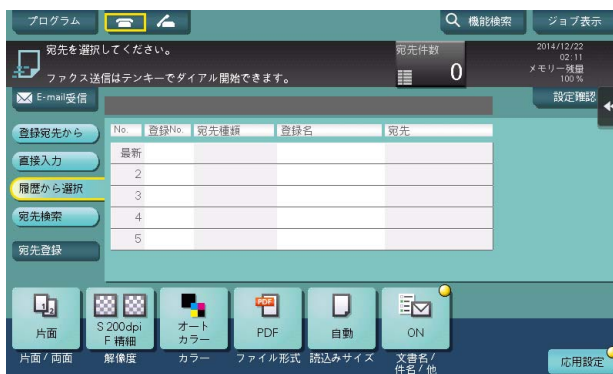 プログラム
機能検索
ジョブ表示
宛先を選択してください。
ファクス送信はテンキーでダイアル開始できます。
宛先件数
0
2014/12/22
02:11
メモリー残量
100 %
E-mail受信
設定確認
登録宛先から
直接入力
履歴から選択
宛先検索
宛先登録
No. 登録No. 宛先種類 登録名 宛先
最新
2
3
4
5
片面
S 200dpi
F 精細
オート
カラー
PDF
PDF
自動
ON
片面/両面
解像度
カラー
ファイル形式
読込みサイズ
文書名/
件名/他
応用設定